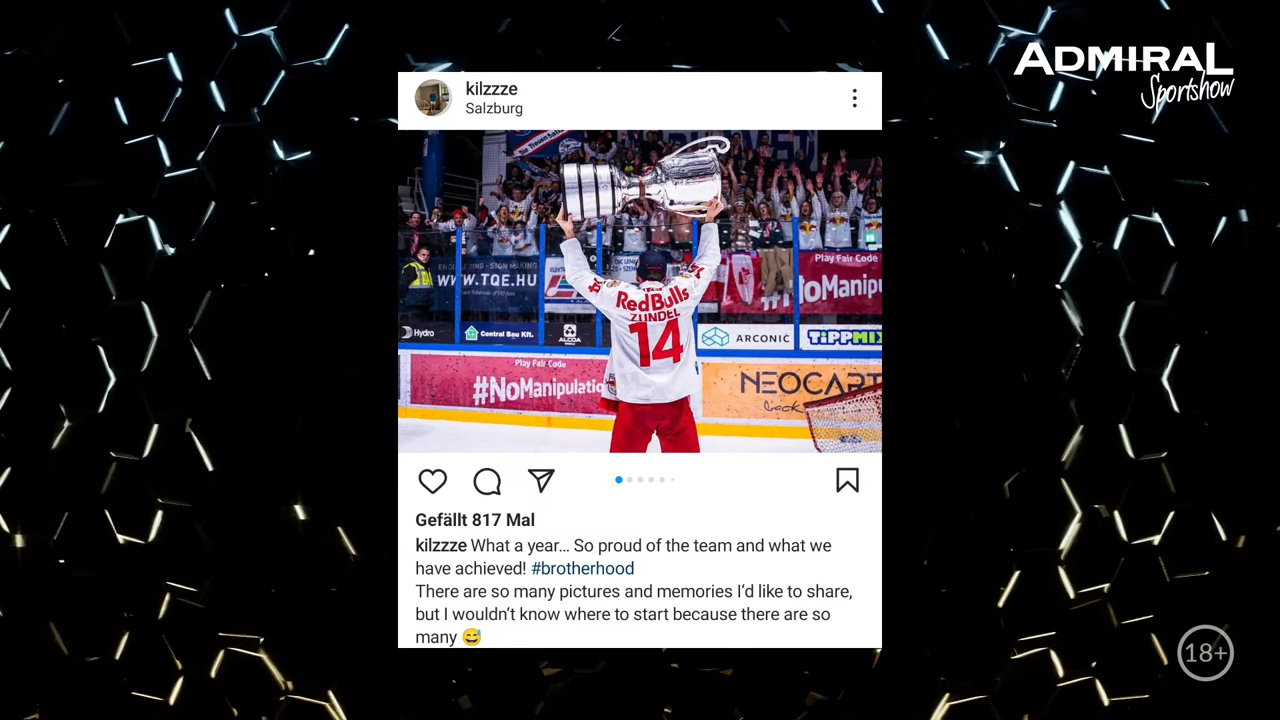 ADMIRAL
Sportshow
kilzzze
Salzburg
WWW.TQE.HU
Play Fair Code
Hydro
Central Bau Kft.
ALCOA
Red Bulls
ZÜNDEL
14
ARCONIC
TIPPMIX
Play Fair Code
#NoManipulatio
NEOCART
Gefällt 817 Mal
kilzzze What a year... So proud of the team and what we
have achieved! #brotherhood
There are so many pictures and memories I'd like to share,
but I wouldn't know where to start because there are so
many 😅
18+